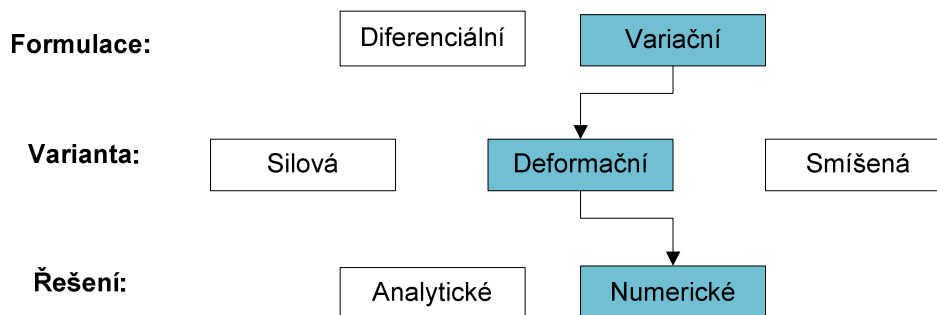 Formulace: Diferenciální Variační
Varianta: Silová Deformační Smíšená
Řešení: Analytické Numerické